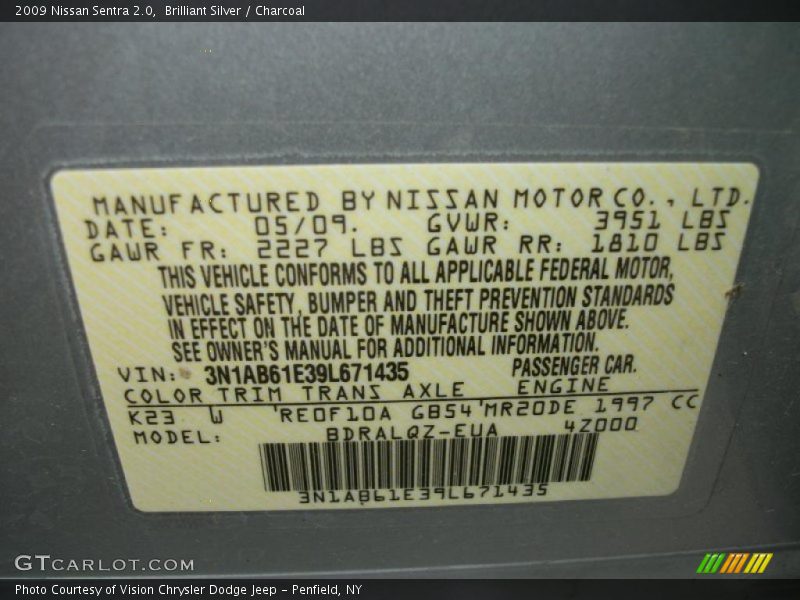 2009 Nissan Sentra 2.0,  Brilliant Silver / Charcoal
MANUFACTURED BY NISSAN MOTOR CO., LTD.
DATE: 05/09. GVWR: 3951 LBS
GAWR FR: 2227 LBS GAWR RR: 1810 LBS
THIS VEHICLE CONFORMS TO ALL APPLICABLE FEDERAL MOTOR,
VEHICLE SAFETY, BUMPER AND THEFT PREVENTION STANDARDS
IN EFFECT ON THE DATE OF MANUFACTURE SHOWN ABOVE.
SEE OWNER'S MANUAL FOR ADDITIONAL INFORMATION.
VIN: 3N1AB61E39L671435 PASSENGER CAR.
COLOR TRIM TRANS AXLE ENGINE
K23 W 'RE0F10A GB54'MR20DE 1997 CC
MODEL: BDRALQZ-EUA 4Z000
3N1AB61E39L671435
GTCARLOT.COM
Photo Courtesy of Vision Chrysler Dodge Jeep – Penfield, NY